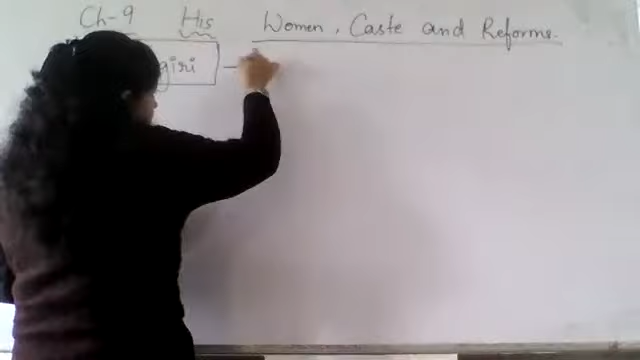 Ch-9 His Women, Caste and Reforms.
giri -